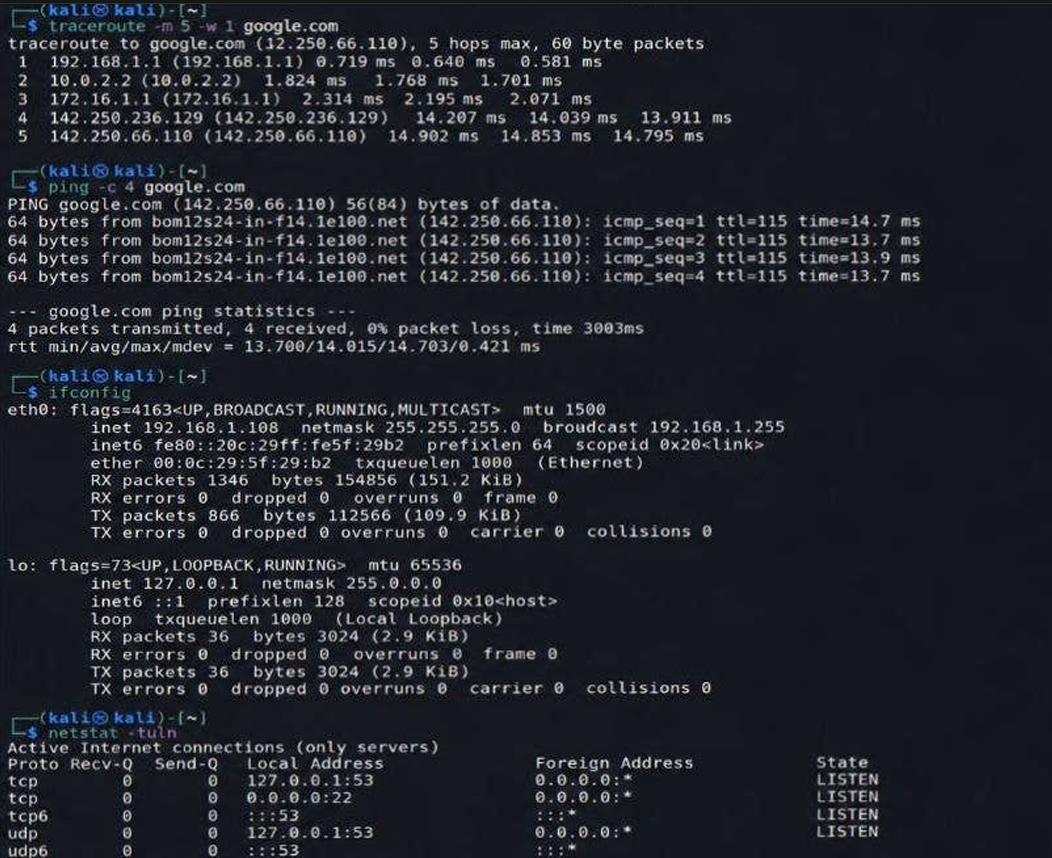 ┌──(kali㉿kali)-[~]
└─$ traceroute -m 5 -w 1 google.com
traceroute to google.com (12.250.66.110), 5 hops max, 60 byte packets
1 192.168.1.1 (192.168.1.1) 0.719 ms 0.640 ms 0.581 ms
2 10.0.2.2 (10.0.2.2) 1.824 ms 1.768 ms 1.701 ms
3 172.16.1.1 (172.16.1.1) 2.314 ms 2.195 ms 2.071 ms
4 142.250.236.129 (142.250.236.129) 14.207 ms 14.039 ms 13.911 ms
5 142.250.66.110 (142.250.66.110) 14.902 ms 14.853 ms 14.795 ms
┌──(kali㉿kali)-[~]
└─$ ping -c 4 google.com
PING google.com (142.250.66.110) 56(84) bytes of data.
64 bytes from bom12s24-in-f14.1e100.net (142.250.66.110): icmp_seq=1 ttl=115 time=14.7 ms
64 bytes from bom12s24-in-f14.1e100.net (142.250.66.110): icmp_seq=2 ttl=115 time=13.7 ms
64 bytes from bom12s24-in-f14.1e100.net (142.250.66.110): icmp_seq=3 ttl=115 time=13.9 ms
64 bytes from bom12s24-in-f14.1e100.net (142.250.66.110): icmp_seq=4 ttl=115 time=13.7 ms
--- google.com ping statistics ---
4 packets transmitted, 4 received, 0% packet loss, time 3003ms
rtt min/avg/max/mdev = 13.700/14.015/14.703/0.421 ms
┌──(kali㉿kali)-[~]
└─$ ifconfig
eth0: flags=4163<UP,BROADCAST,RUNNING,MULTICAST> mtu 1500
inet 192.168.1.108 netmask 255.255.255.0 broadcast 192.168.1.255
inet6 fe80::20c:29ff:fe5f:29b2 prefixlen 64 scopeid 0x20<link>
ether 00:0c:29:5f:29:b2 txqueuelen 1000 (Ethernet)
RX packets 1346 bytes 154856 (151.2 KiB)
RX errors 0 dropped 0 overruns 0 frame 0
TX packets 866 bytes 112566 (109.9 KiB)
TX errors 0 dropped 0 overruns 0 carrier 0 collisions 0
lo: flags=73<UP,LOOPBACK,RUNNING> mtu 65536
inet 127.0.0.1 netmask 255.0.0.0
inet6 ::1 prefixlen 128 scopeid 0x10<host>
loop txqueuelen 1000 (Local Loopback)
RX packets 36 bytes 3024 (2.9 KiB)
RX errors 0 dropped 0 overruns 0 frame 0
TX packets 36 bytes 3024 (2.9 KiB)
TX errors 0 dropped 0 overruns 0 carrier 0 collisions 0
┌──(kali㉿kali)-[~]
└─$ netstat -tuln
Active Internet connections (only servers)
Proto Recv-Q Send-Q Local Address Foreign Address State
tcp 0 0 127.0.0.1:53 0.0.0.0:* LISTEN
tcp 0 0 0.0.0.0:22 0.0.0.0:* LISTEN
tcp6 0 0 :::53 :::* LISTEN
udp 0 0 127.0.0.1:53 0.0.0.0:* LISTEN
udp6 0 0 :::53 :::*